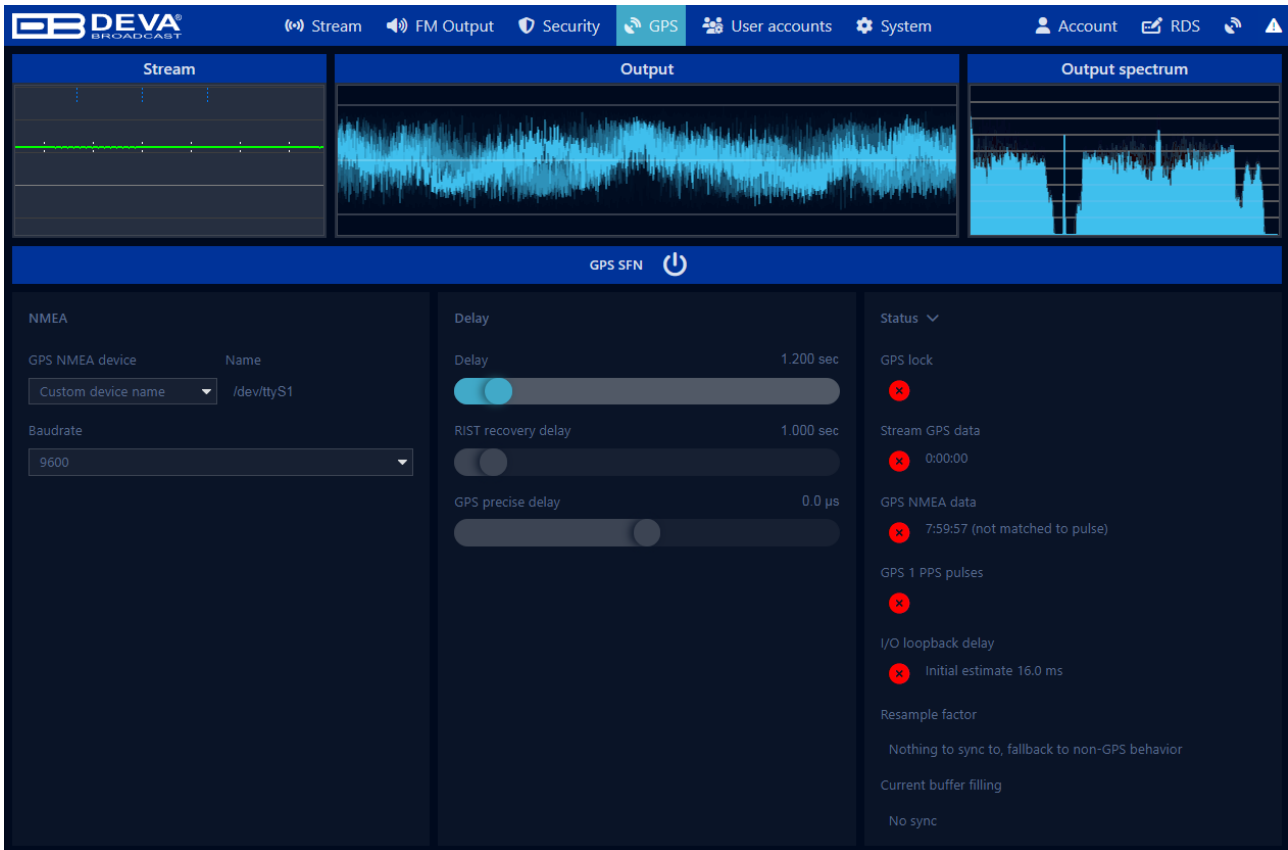 DEVA
BROADCAST
Stream
FM Output
Security
GPS
User accounts
System
Account
RDS
Stream
Output
Output spectrum
GPS SFN
NMEA
GPS NMEA device
Name
Custom device name
/dev/ttyS1
Baudrate
9600
Delay
Delay
1.200 sec
RIST recovery delay
1.000 sec
GPS precise delay
0.0 µs
Status
GPS lock
Stream GPS data
0:00:00
GPS NMEA data
7:59:57 (not matched to pulse)
GPS 1 PPS pulses
I/O loopback delay
Initial estimate 16.0 ms
Resample factor
Nothing to sync to, fallback to non-GPS behavior
Current buffer filling
No sync